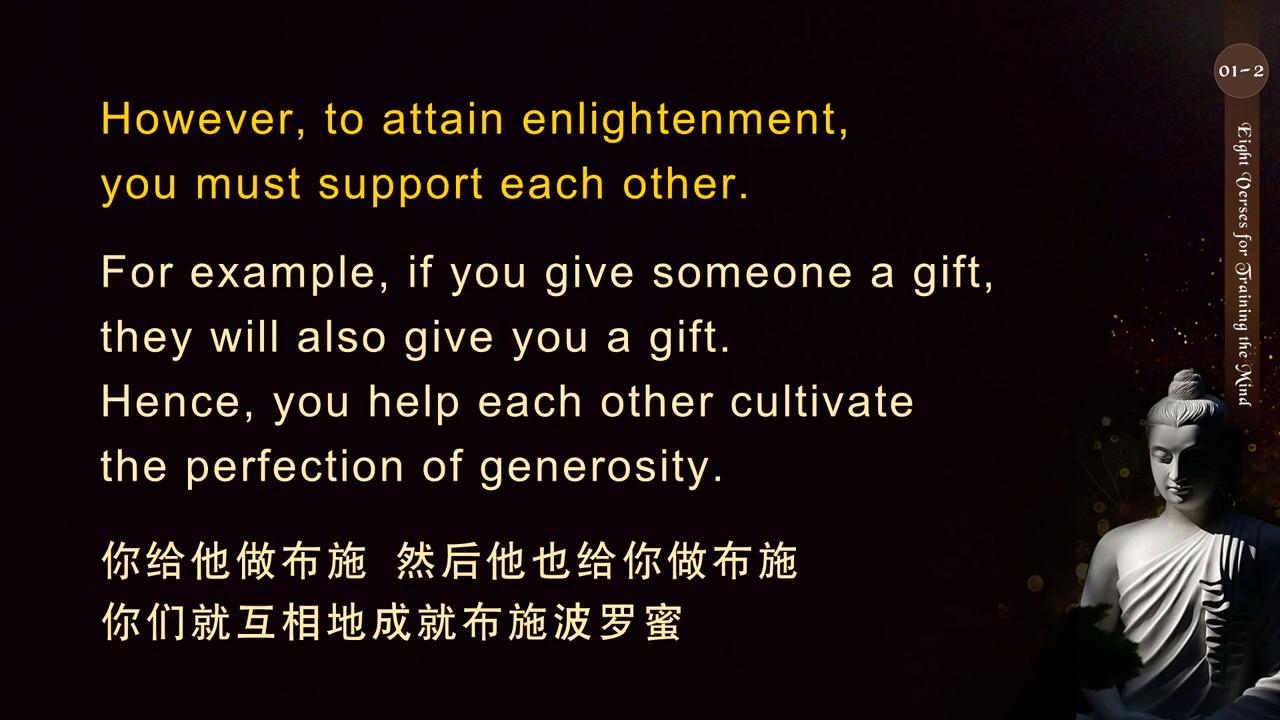 However, to attain enlightenment,
you must support each other.
For example, if you give someone a gift,
they will also give you a gift.
Hence, you help each other cultivate
the perfection of generosity.
你给他做布施 然后他也给你做布施
你们就互相地成就布施波罗蜜
01-2
Eight Verses for Training the Mind